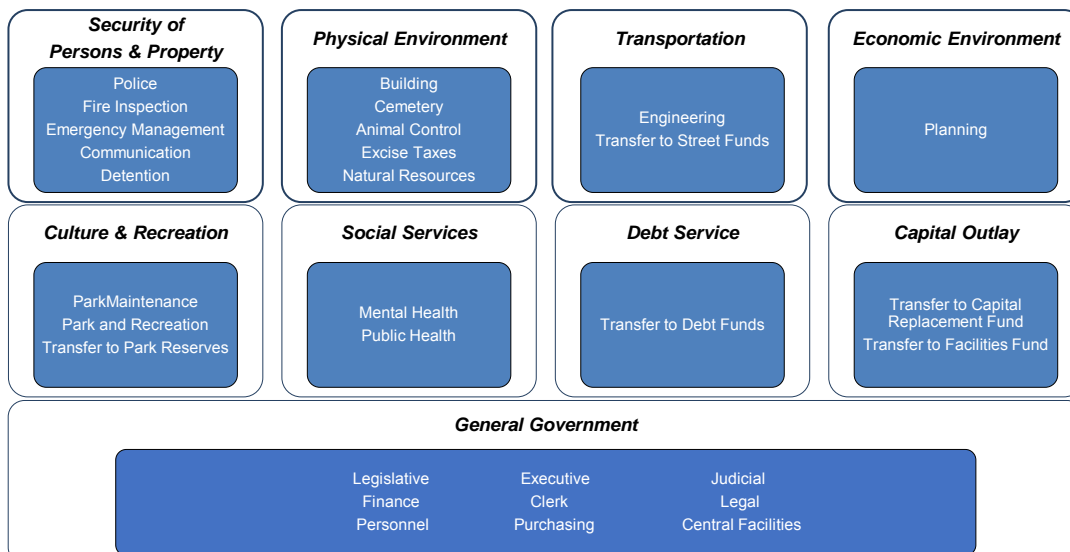 Security of
Persons & Property
Police
Fire Inspection
Emergency Management
Communication
Detention
Physical Environment
Building
Cemetery
Animal Control
Excise Taxes
Natural Resources
Transportation
Engineering
Transfer to Street Funds
Economic Environment
Planning
Culture & Recreation
ParkMaintenance
Park and Recreation
Transfer to Park Reserves
Social Services
Mental Health
Public Health
Debt Service
Transfer to Debt Funds
Capital Outlay
Transfer to Capital
Replacement Fund
Transfer to Facilities Fund
General Government
Legislative Executive Judicial
Finance Clerk Legal
Personnel Purchasing Central Facilities